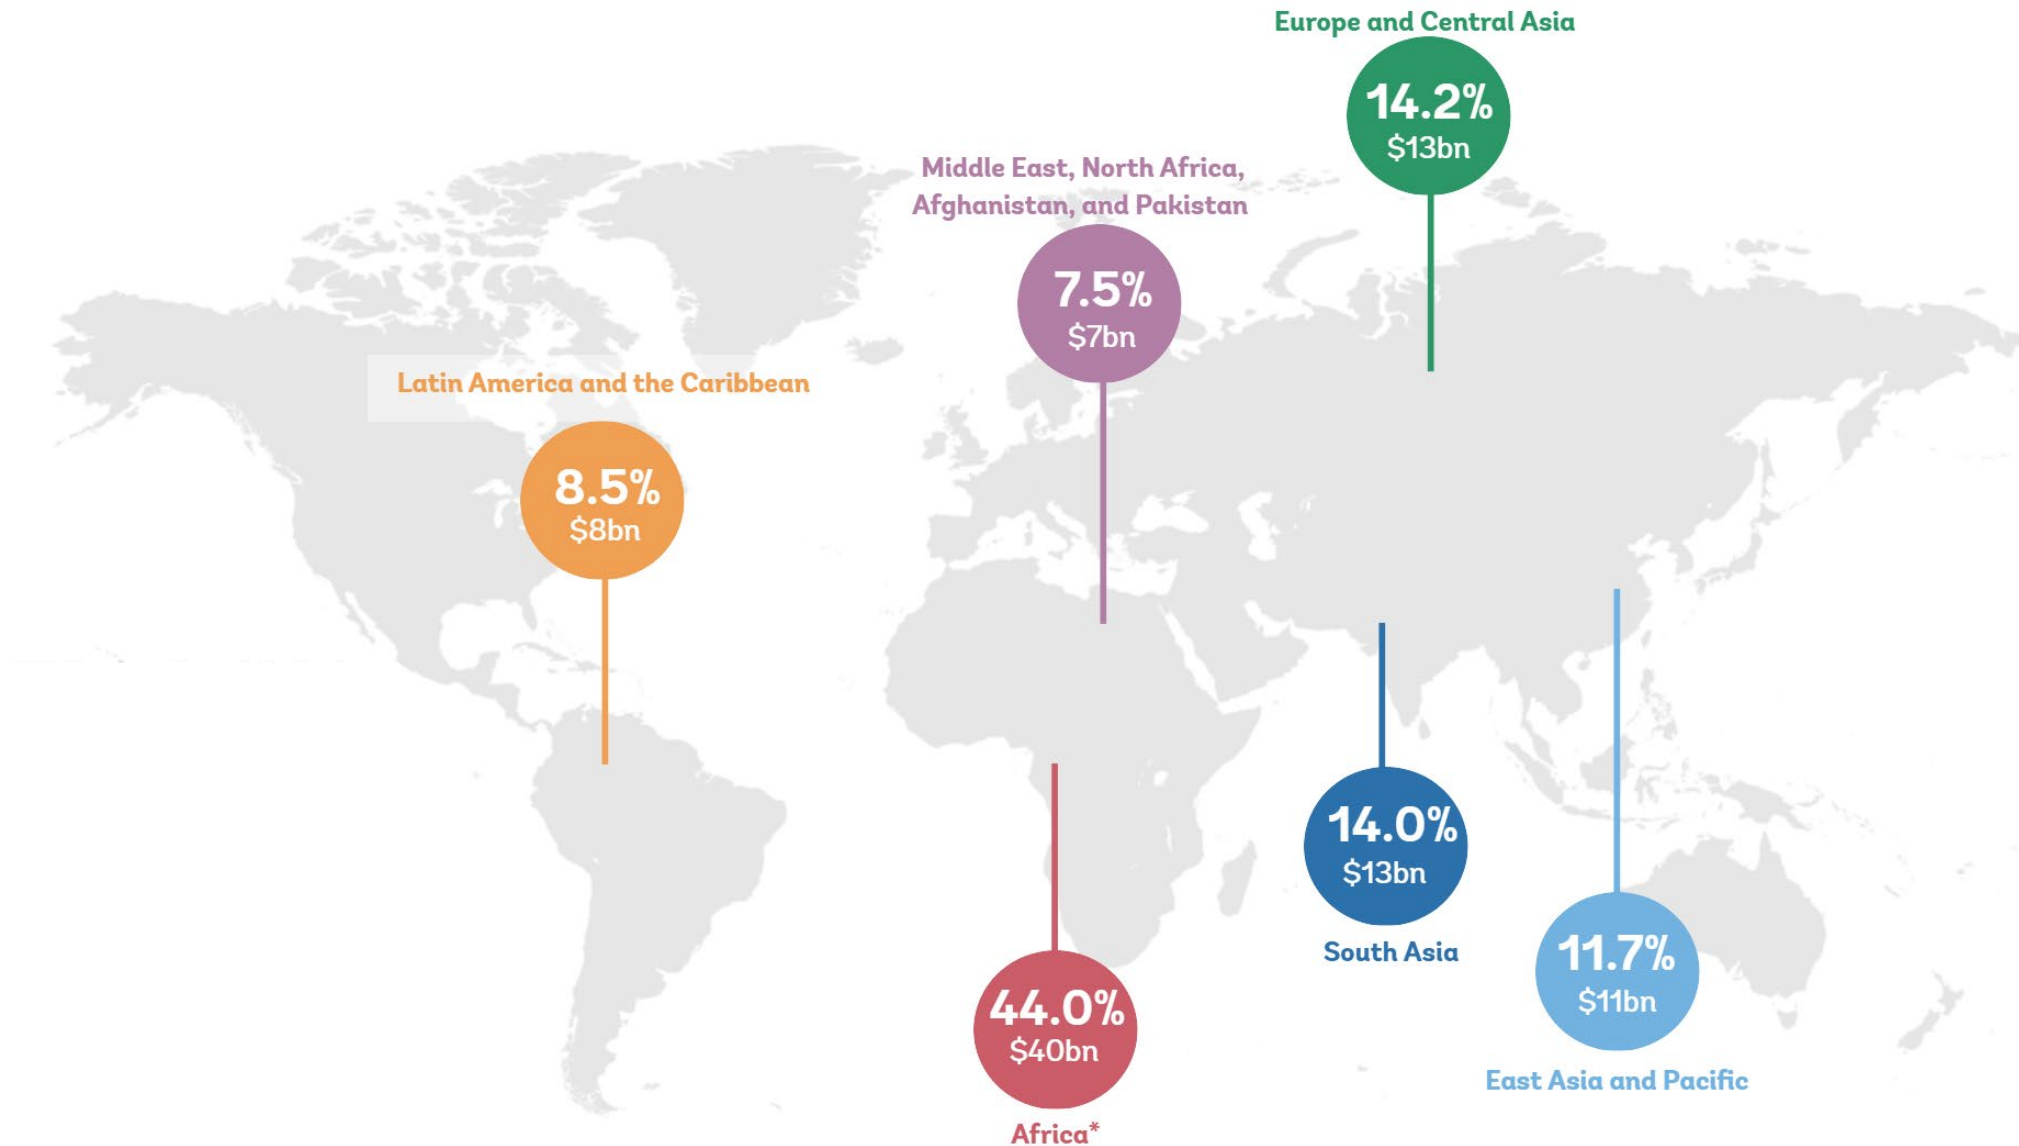 Europe and Central Asia
14.2%
$13bn
Middle East, North Africa,
Afghanistan, and Pakistan
7.5%
$7bn
Latin America and the Caribbean
8.5%
$8bn
14.0%
$13bn
South Asia
11.7%
$11bn
East Asia and Pacific
44.0%
$40bn
Africa*